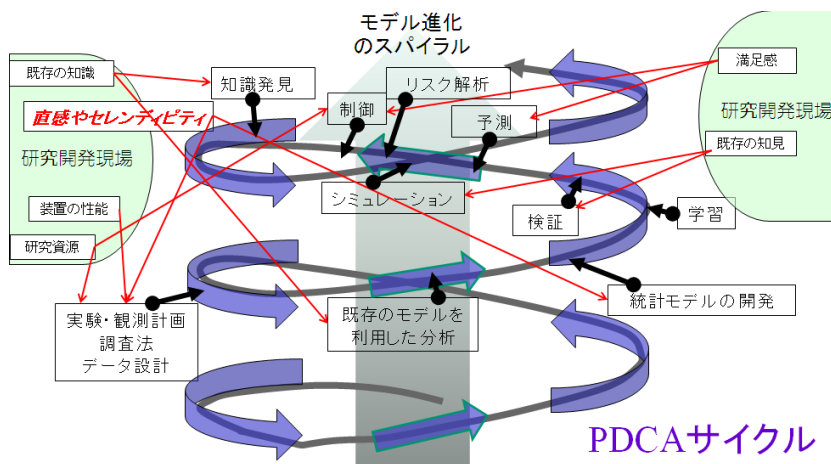 モデル進化
のスパイラル
既存の知識
知識発見
リスク解析
満足感
直感やセレンディピティ
制御
予測
研究開発現場
研究開発現場
既存の知見
装置の性能
シミュレーション
検証
学習
研究資源
実験・観測計画
調査法
データ設計
既存のモデルを
利用した分析
統計モデルの開発
PDCAサイクル